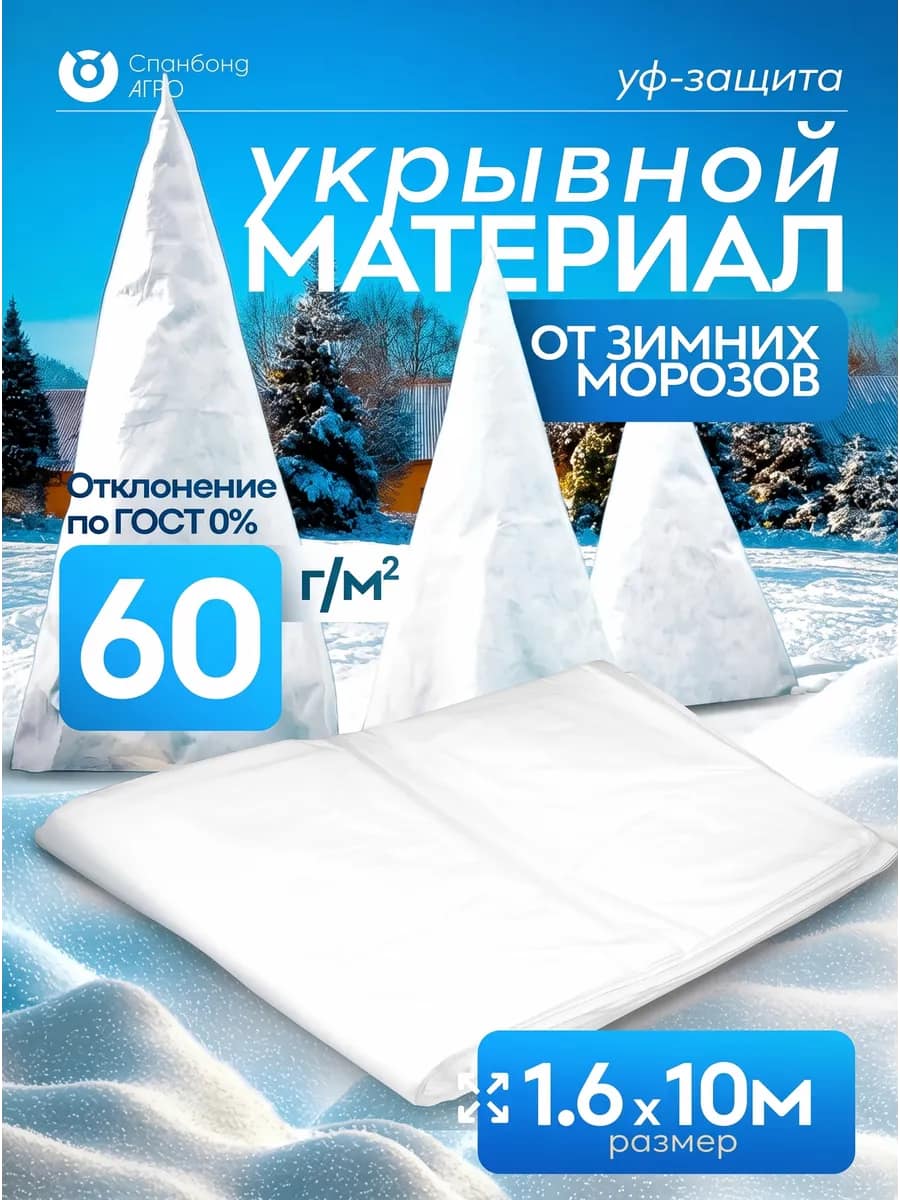 Спанбонд
АГРО
уф-защита
укрывной
МАТЕРИАЛ
ОТ ЗИМНИХ
МОРОЗОВ
Отклонение
по ГОСТ 0%
60 г/м²
1.6 х 10м
размер